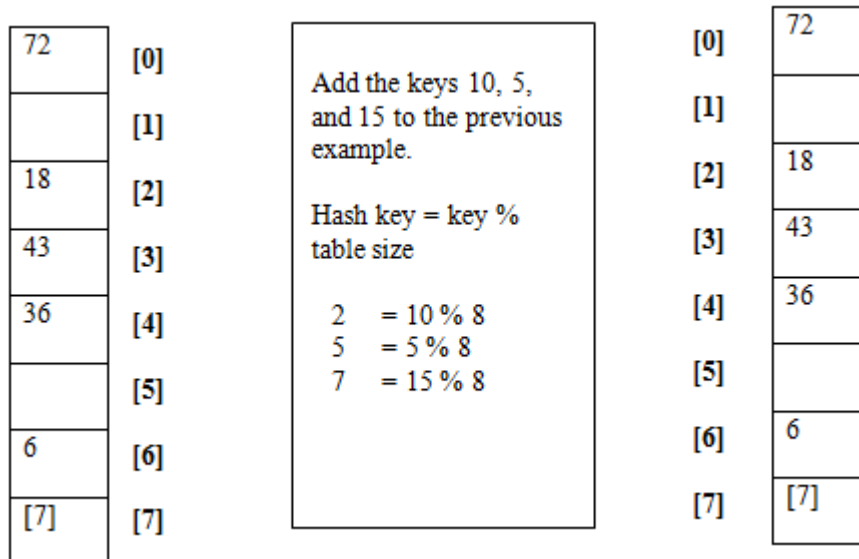 72 [0]
[1]
18 [2]
43 [3]
36 [4]
[5]
6 [6]
[7] [7]
Add the keys 10, 5,
and 15 to the previous
example.
Hash key = key %
table size
2 = 10 % 8
5 = 5 % 8
7 = 15 % 8
[0] 72
[1]
[2] 18
[3] 43
[4] 36
[5]
[6] 6
[7] [7]